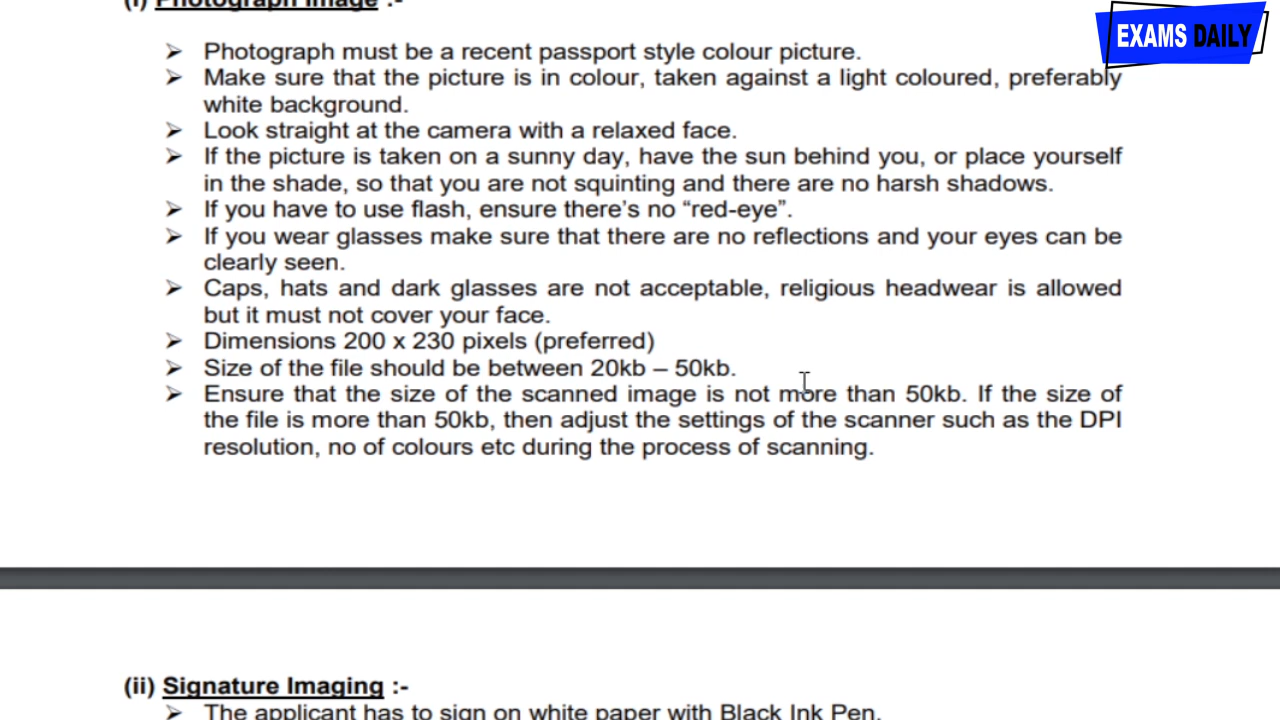 (i) Photograph Image :-
EXAMS DAILY
➢ Photograph must be a recent passport style colour picture.
➢ Make sure that the picture is in colour, taken against a light coloured, preferably
white background.
➢ Look straight at the camera with a relaxed face.
➢ If the picture is taken on a sunny day, have the sun behind you, or place yourself
in the shade, so that you are not squinting and there are no harsh shadows.
➢ If you have to use flash, ensure there’s no “red-eye”.
➢ If you wear glasses make sure that there are no reflections and your eyes can be
clearly seen.
➢ Caps, hats and dark glasses are not acceptable, religious headwear is allowed
but it must not cover your face.
➢ Dimensions 200 x 230 pixels (preferred)
➢ Size of the file should be between 20kb – 50kb.
➢ Ensure that the size of the scanned image is not more than 50kb. If the size of
the file is more than 50kb, then adjust the settings of the scanner such as the DPI
resolution, no of colours etc during the process of scanning.
(ii) Signature Imaging :-
➢ The applicant has to sign on white paper with Black Ink Pen.